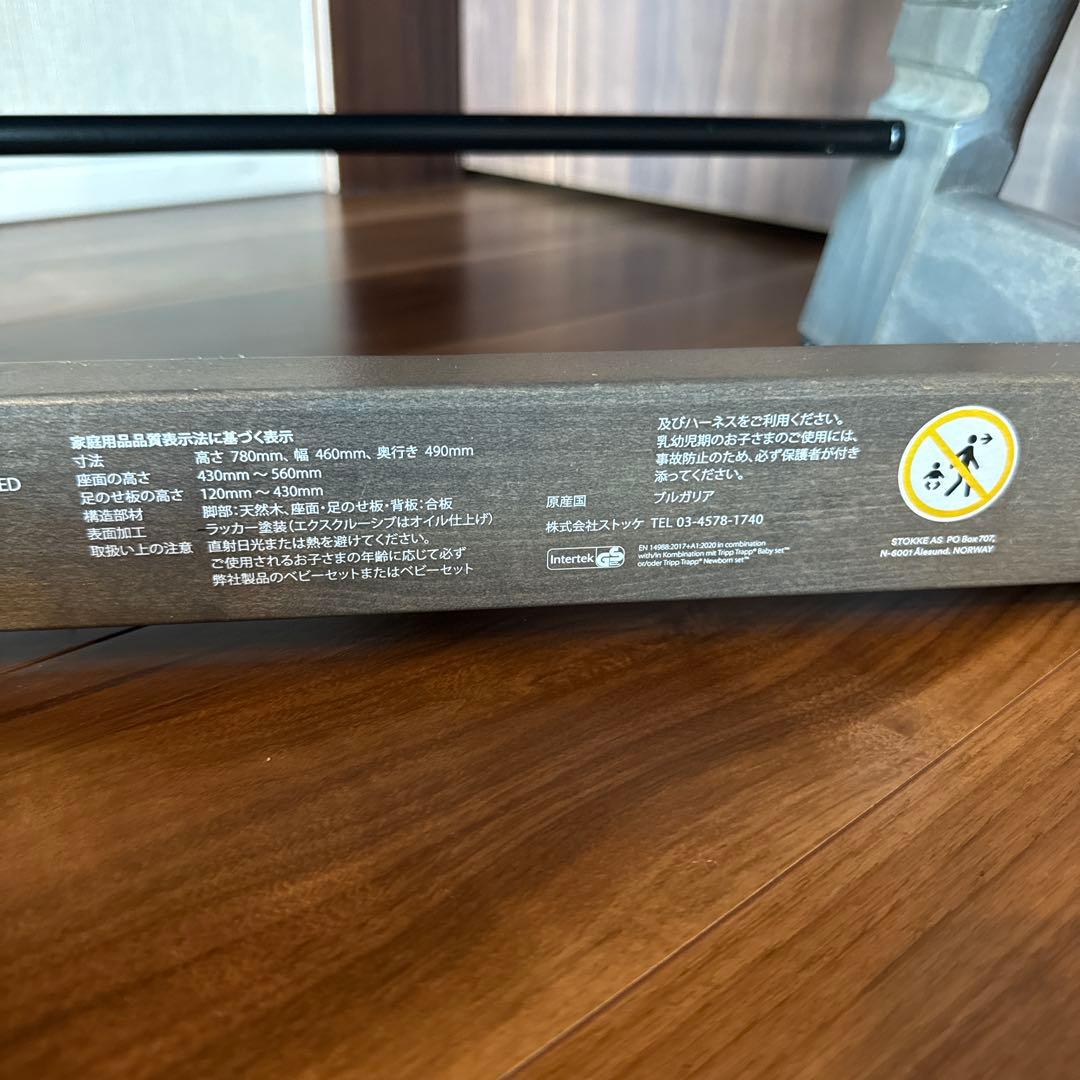 ED
家庭用品品質表示法に基づく表示
寸法 高さ 780mm、幅 460mm、奥行き 490mm
座面の高さ 430mm ～ 560mm
足のせ板の高さ 120mm ～ 430mm
構造部材 脚部：天然木、座面・足のせ板・背板：合板
表面加工 ラッカー塗装（エクスクルーシブはオイル仕上げ）
取扱い上の注意 直射日光または熱を避けてください。
ご使用されるお子さまの年齢に応じて必ず
弊社製品のベビーセットまたはベビーセット
及びハーネスをご利用ください。
乳幼児期のお子さまのご使用には、
事故防止のため、必ず保護者が付き
添ってください。
原産国 ブルガリア
株式会社ストッケ TEL 03-4578-1740
Intertek GS
EN 14988:2017+A1:2020 in combination
with/in Kombination mit Tripp Trapp® Baby set™
or/oder Tripp Trapp® Newborn set™
STOKKE AS PO Box 707,
N-6001 Ålesund, NORWAY